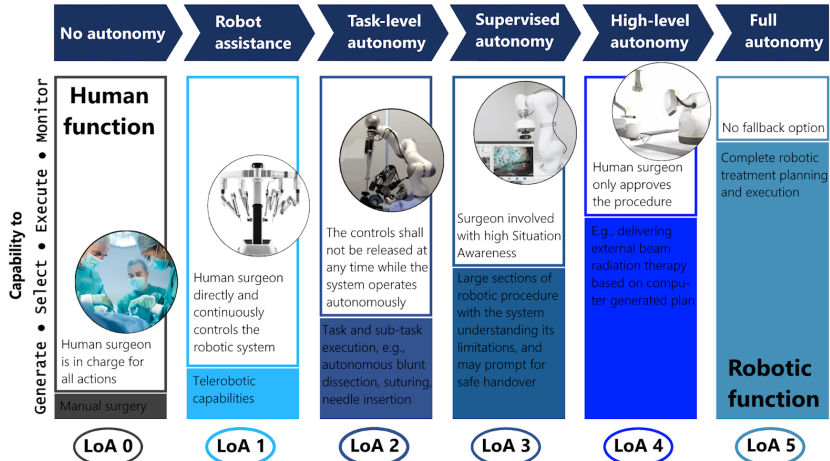 No autonomy
Robot
assistance
Task-level
autonomy
Supervised
autonomy
High-level
autonomy
Full
autonomy
Capability to
Generate • Select • Execute • Monitor
Human
function
Human surgeon
is in charge for
all actions
Manual surgery
LoA 0
Human surgeon
directly and
continuously
controls the
robotic system
Telerobotic
capabilities
LoA 1
The controls shall
not be released at
any time while the
system operates
autonomously
Task and sub-task
execution, e.g.,
autonomous blunt
dissection, suturing,
needle insertion
LoA 2
Surgeon involved
with high Situation
Awareness
Large sections of
robotic procedure
with the system
understanding its
limitations, and
may prompt for
safe handover
LoA 3
Human surgeon
only approves
the procedure
E.g., delivering
external beam
radiation therapy
based on compu-
ter generated plan
LoA 4
No fallback option
Complete robotic
treatment planning
and execution
Robotic
function
LoA 5